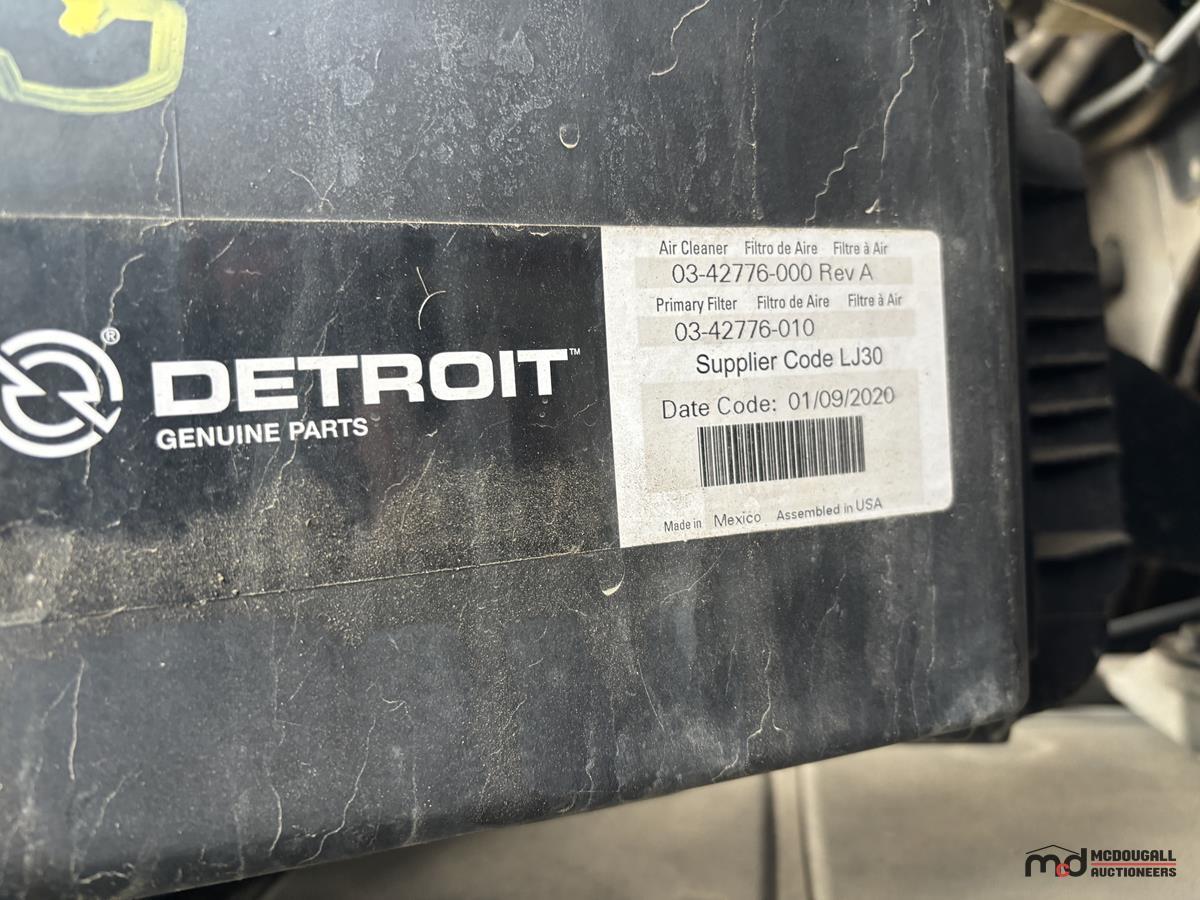 Air Cleaner Filtro de Aire Filtre à Air
03-42776-000 Rev A
Primary Filter Filtro de Aire Filtre à Air
03-42776-010
Supplier Code LJ30
Date Code: 01/09/2020
Made in Mexico Assembled in USA
®
DETROIT™
GENUINE PARTS
mcd MCDOUGALL
AUCTIONEERS